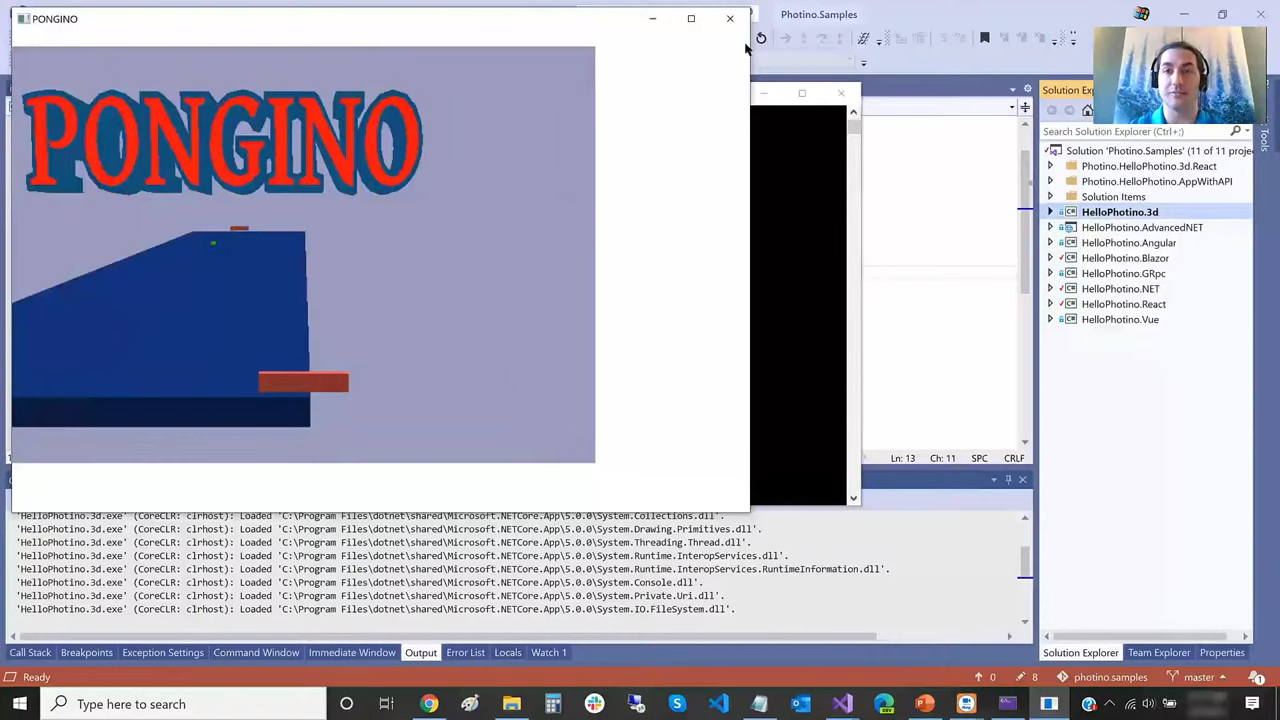 PONGINO
Photino.Samples
PONGINO
Solution Explorer
Search Solution Explorer (Ctrl+;)
Solution 'Photino.Samples' (11 of 11 proje
Photino.HelloPhotino.3d.React
Photino.HelloPhotino.AppWithAPI
Solution Items
HelloPhotino.3d
HelloPhotino.AdvancedNET
HelloPhotino.Angular
HelloPhotino.Blazor
HelloPhotino.GRpc
HelloPhotino.NET
HelloPhotino.React
HelloPhotino.Vue
Tools
Ln: 13 Ch: 11 SPC CRLF
'HelloPhotino.3d.exe' (CoreCLR: clrhost): Loaded 'C:\Program Files\dotnet\shared\Microsoft.NETCore.App\5.0.0\System.Collections.dll'.
'HelloPhotino.3d.exe' (CoreCLR: clrhost): Loaded 'C:\Program Files\dotnet\shared\Microsoft.NETCore.App\5.0.0\System.Drawing.Primitives.dll'.
'HelloPhotino.3d.exe' (CoreCLR: clrhost): Loaded 'C:\Program Files\dotnet\shared\Microsoft.NETCore.App\5.0.0\System.Threading.Thread.dll'.
'HelloPhotino.3d.exe' (CoreCLR: clrhost): Loaded 'C:\Program Files\dotnet\shared\Microsoft.NETCore.App\5.0.0\System.Runtime.InteropServices.dll'.
'HelloPhotino.3d.exe' (CoreCLR: clrhost): Loaded 'C:\Program Files\dotnet\shared\Microsoft.NETCore.App\5.0.0\System.Runtime.InteropServices.RuntimeInformation.dll'.
'HelloPhotino.3d.exe' (CoreCLR: clrhost): Loaded 'C:\Program Files\dotnet\shared\Microsoft.NETCore.App\5.0.0\System.Console.dll'.
'HelloPhotino.3d.exe' (CoreCLR: clrhost): Loaded 'C:\Program Files\dotnet\shared\Microsoft.NETCore.App\5.0.0\System.Private.Uri.dll'.
'HelloPhotino.3d.exe' (CoreCLR: clrhost): Loaded 'C:\Program Files\dotnet\shared\Microsoft.NETCore.App\5.0.0\System.IO.FileSystem.dll'.
Call Stack Breakpoints Exception Settings Command Window Immediate Window Output Error List Locals Watch 1
Solution Explorer Team Explorer Properties
Ready 0 8 photino.samples master 1
Type here to search